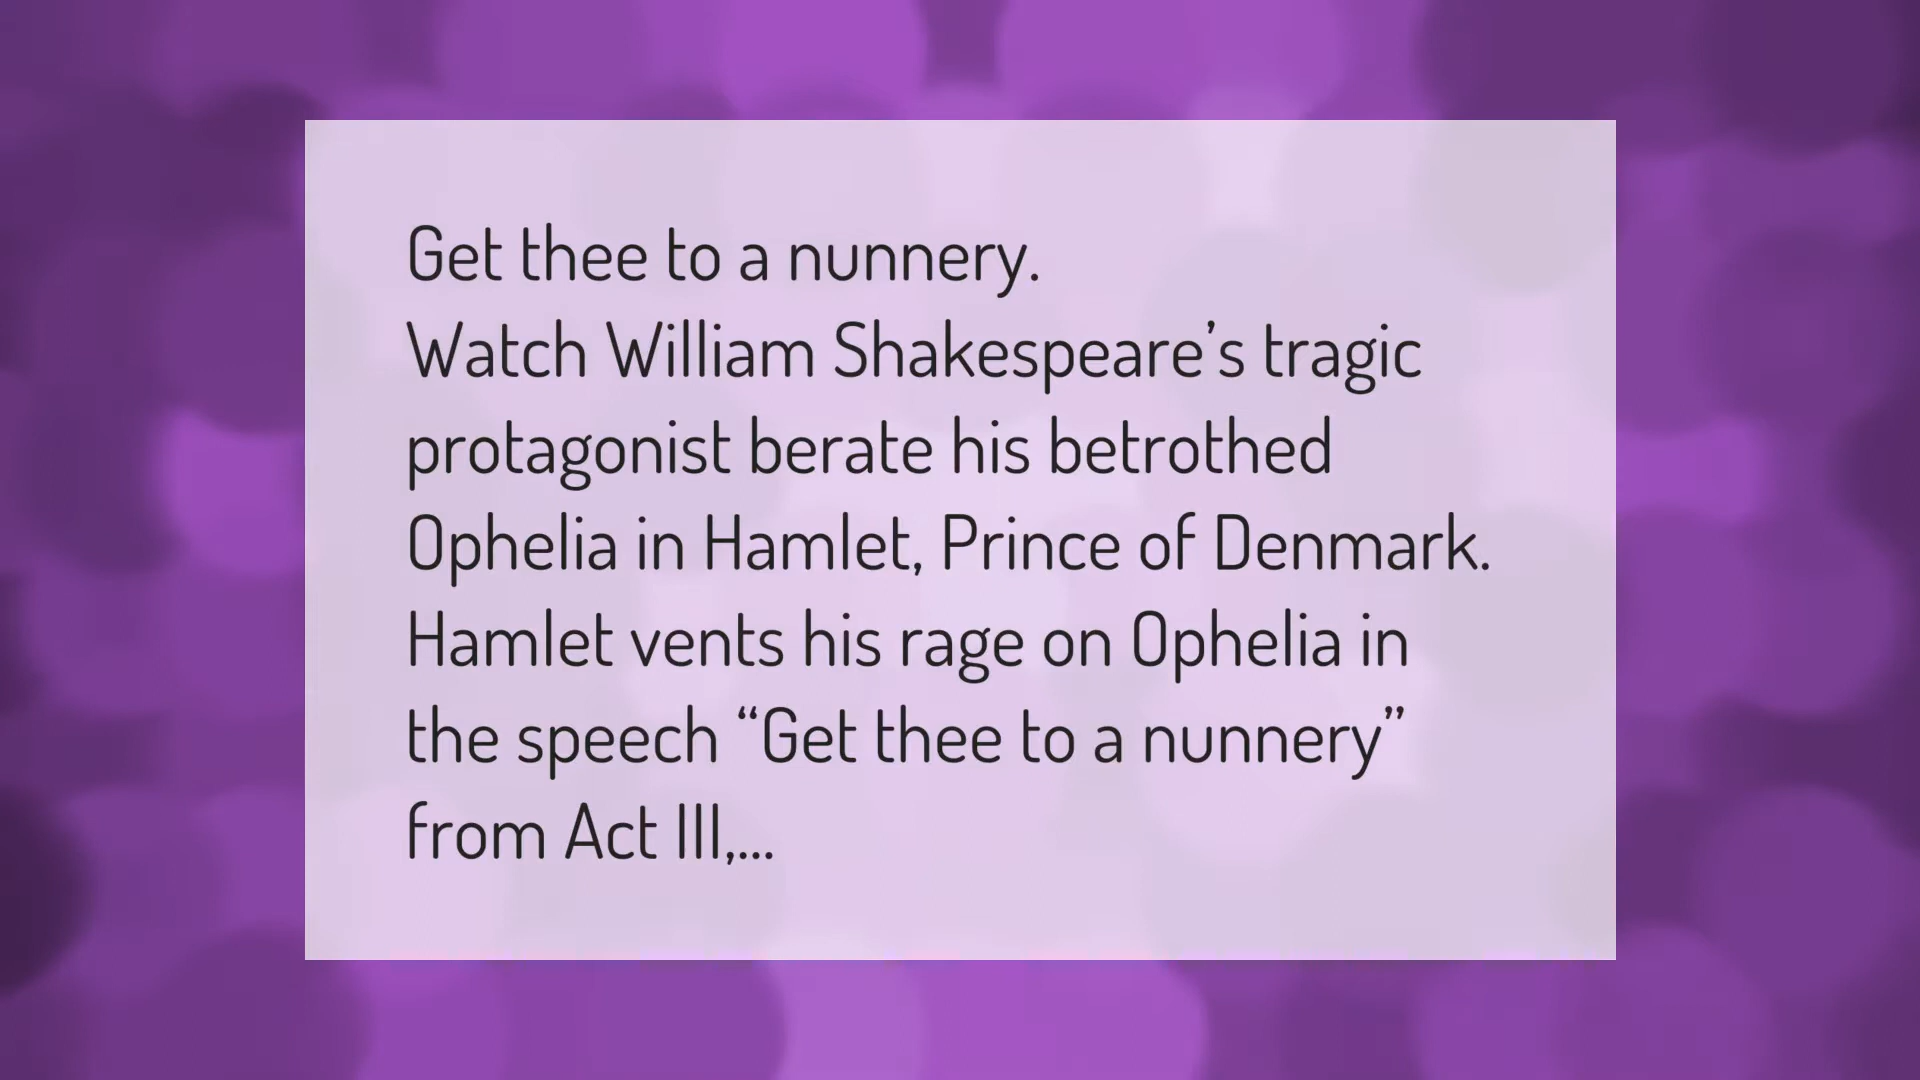 Get thee to a nunnery.
Watch William Shakespeare’s tragic
protagonist berate his betrothed
Ophelia in Hamlet, Prince of Denmark.
Hamlet vents his rage on Ophelia in
the speech “Get thee to a nunnery”
from Act III,...